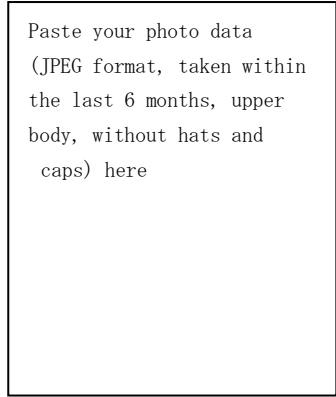 Paste your photo data
(JPEG format, taken within
the last 6 months, upper
body, without hats and
caps) here